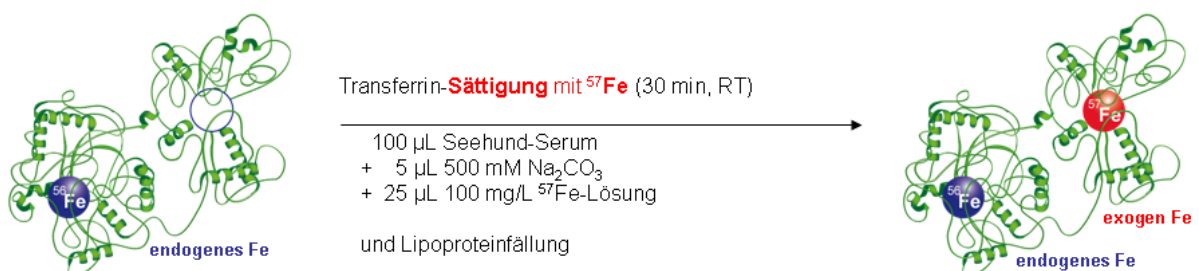 Transferrin-Sättigung mit ⁵⁷Fe (30 min, RT)
100 µL Seehund-Serum
+ 5 µL 500 mM Na₂CO₃
+ 25 µL 100 mg/L ⁵⁷Fe-Lösung
und Lipoproteinfällung
⁵⁶Fe
endogenes Fe
⁵⁷Fe
exogen Fe
⁵⁶Fe
endogenes Fe